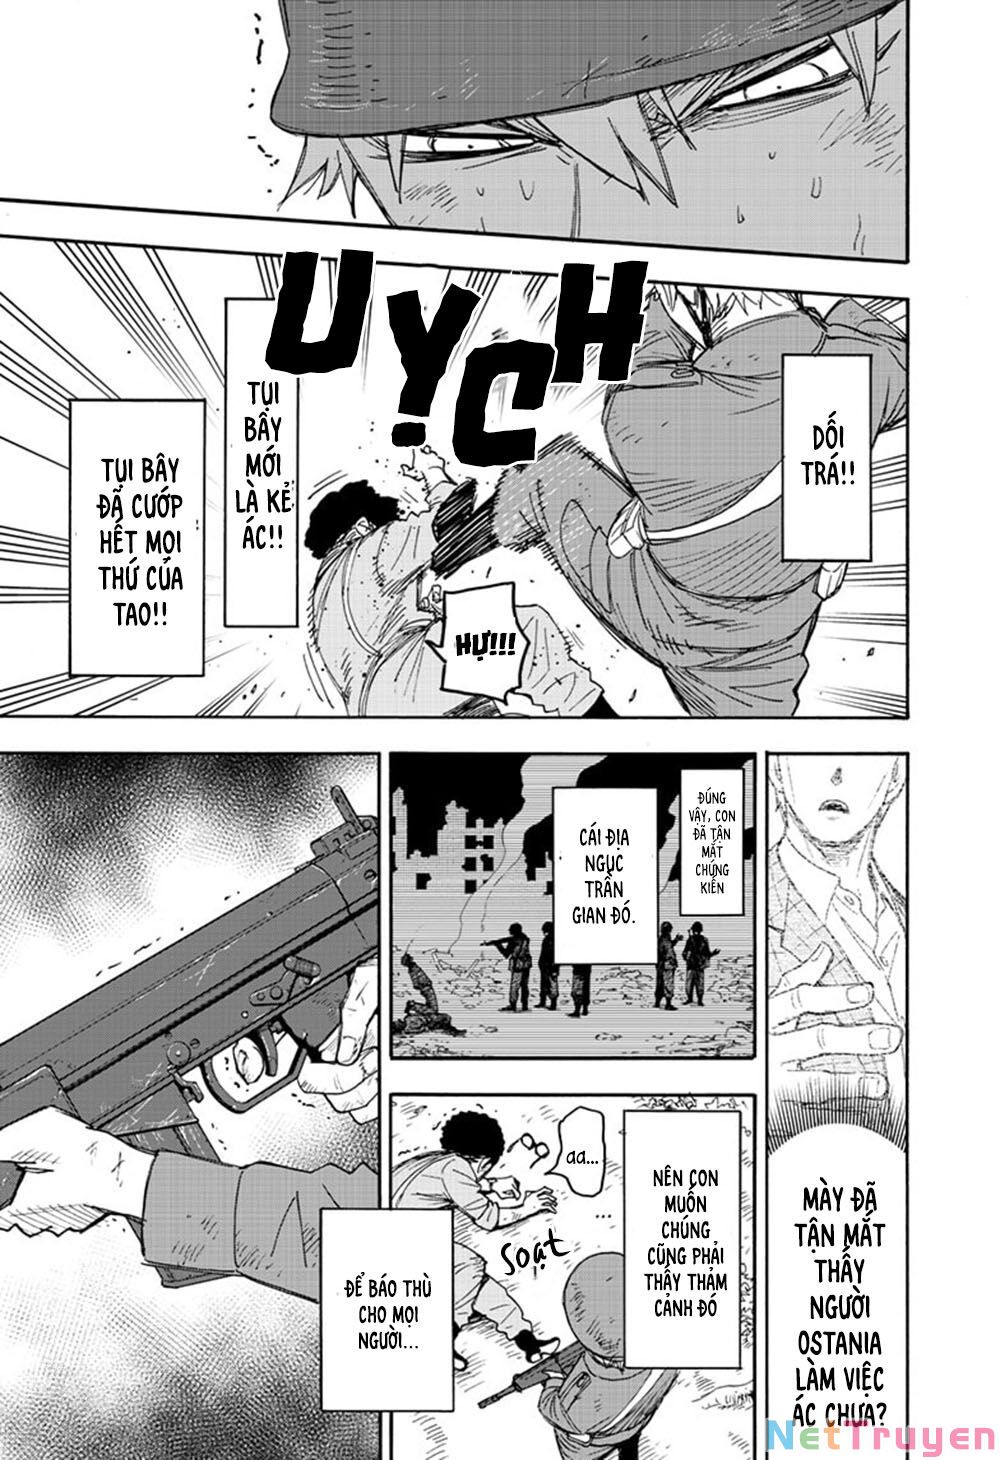 UỴCH
DỐI
TRÁ!!
TỤI
BÂY
MỚI
LÀ KẺ
ÁC!!
TỤI BÂY
ĐÃ CƯỚP
HẾT MỌI
THỨ CỦA
TAO!!
HỰ!!!
MÀY ĐÃ
TẬN MẮT
THẤY
NGƯỜI
OSTANIA
LÀM VIỆC
ÁC CHƯA?
ĐÚNG
VẬY, CON
ĐÃ TẬN
MẮT
CHỨNG
KIẾN
CÁI ĐỊA
NGỤC
TRẦN
GIAN ĐÓ.
NÊN CON
MUỐN
CHÚNG
CŨNG PHẢI
THẤY THẢM
CẢNH ĐÓ
aa...
...
Soạt
ĐỂ BÁO THÙ
CHO MỌI
NGƯỜI...
NetTruyen